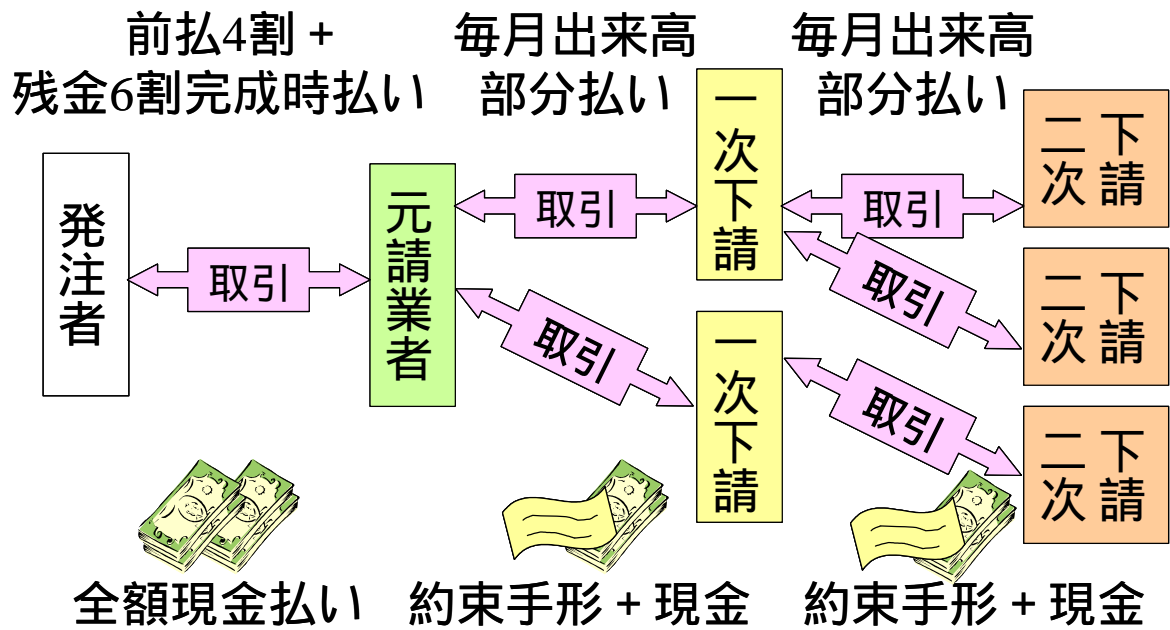 前払4割 +
残金6割完成時払い
毎月出来高
部分払い
毎月出来高
部分払い
発注者
取引
元請業者
取引
取引
一次下請
一次下請
取引
取引
取引
二次下請
二次下請
二次下請
全額現金払い
約束手形 + 現金
約束手形 + 現金